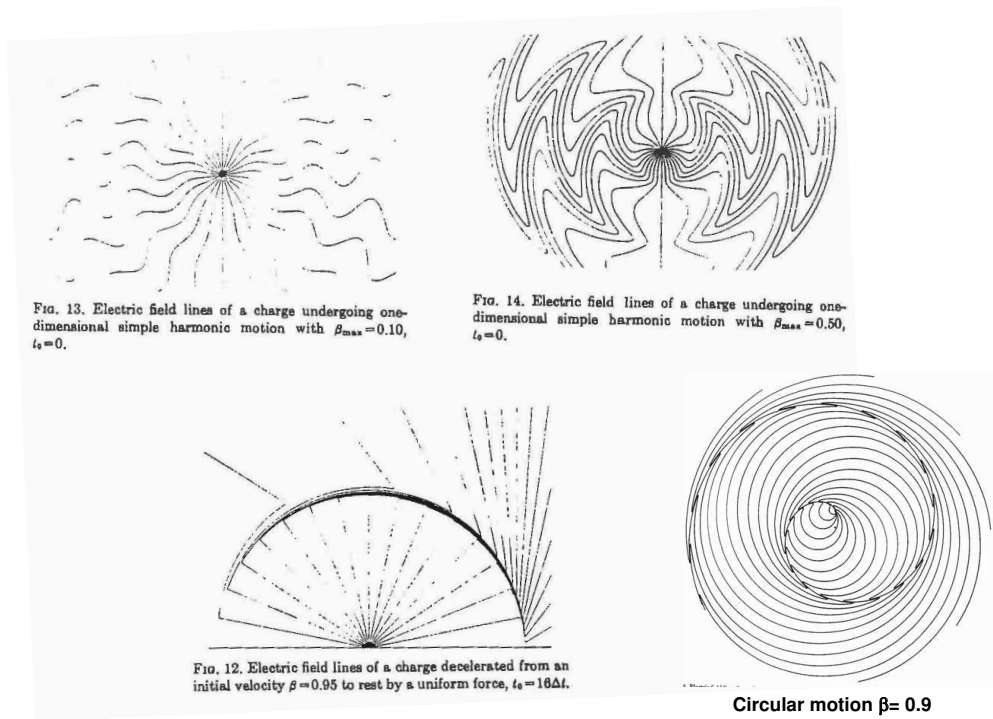 FIG. 13. Electric field lines of a charge undergoing one-
dimensional simple harmonic motion with βmax=0.10,
t₀=0.
FIG. 14. Electric field lines of a charge undergoing one-
dimensional simple harmonic motion with βmax=0.50,
t₀=0.
FIG. 12. Electric field lines of a charge decelerated from an
initial velocity β=0.95 to rest by a uniform force, t₀=16Δt.
Circular motion β= 0.9